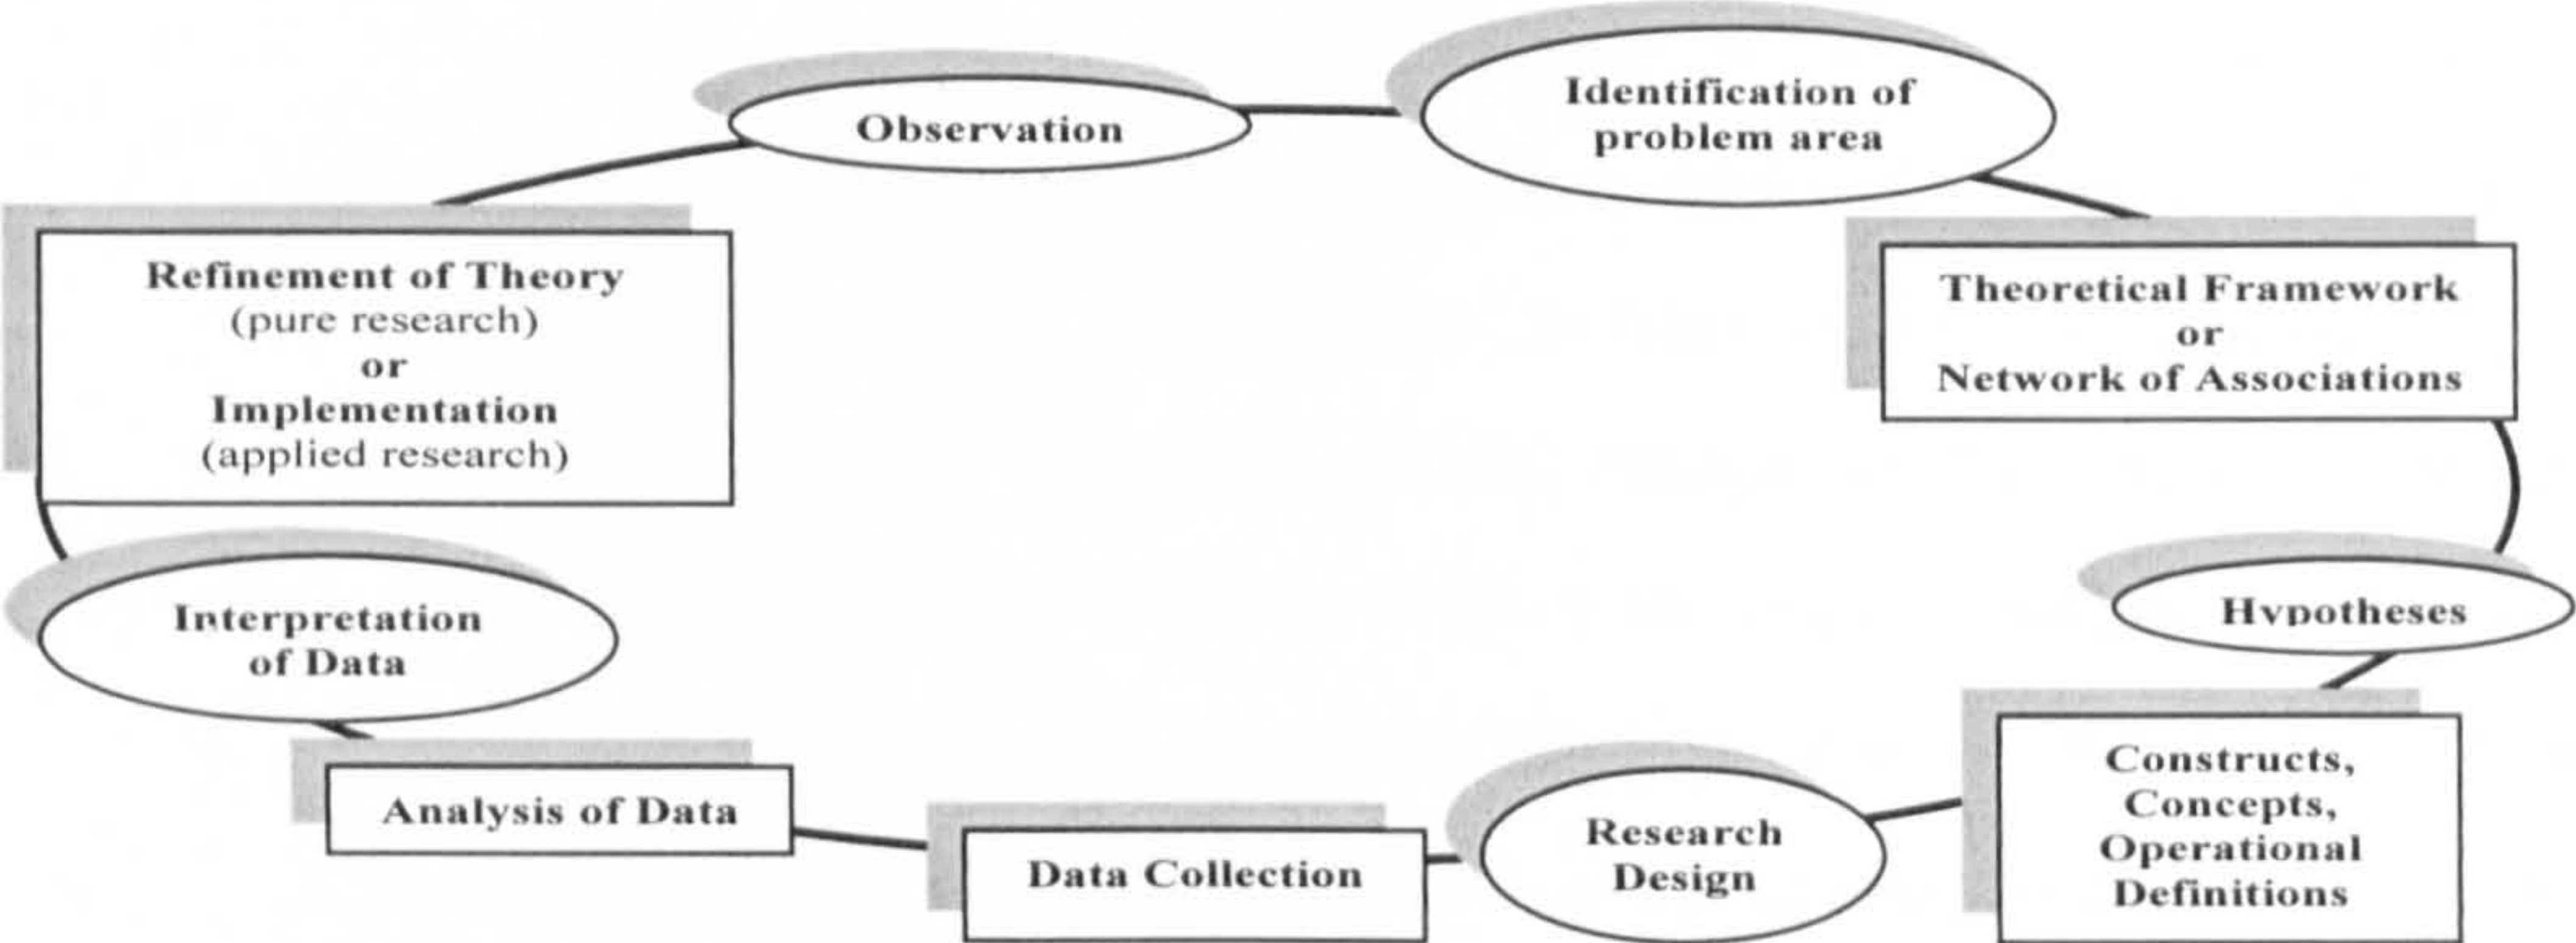 Observation
Identification of
problem area
Refinement of Theory
(pure research)
or
Implementation
(applied research)
Theoretical Framework
or
Network of Associations
Interpretation
of Data
Hypotheses
Analysis of Data
Data Collection
Research
Design
Constructs,
Concepts,
Operational
Definitions